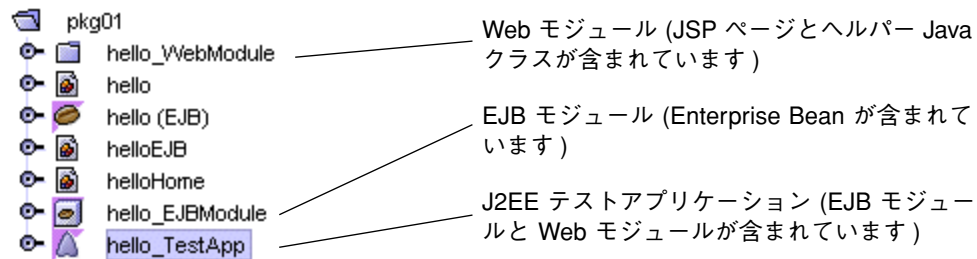 pkg01
hello_WebModule
hello
hello (EJB)
helloEJB
helloHome
hello_EJBModule
hello_TestApp
Web モジュール (JSP ページとヘルパー Java
クラスが含まれています)
EJB モジュール (Enterprise Bean が含まれて
います)
J2EE テストアプリケーション (EJB モジュー
ルと Web モジュールが含まれています)